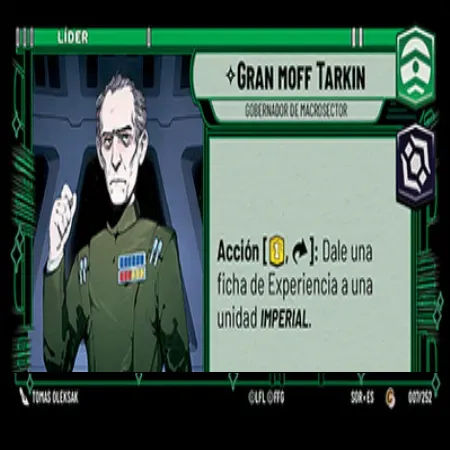 LÍDER
GRAN MOFF TARKIN
GOBERNADOR DE MACROSECTOR
Acción [1, ]: Dale una
ficha de Experiencia a una
unidad IMPERIAL.
TOMAS OLEKSAK
©LFL ©FFG
SOR • ES
C
007/252